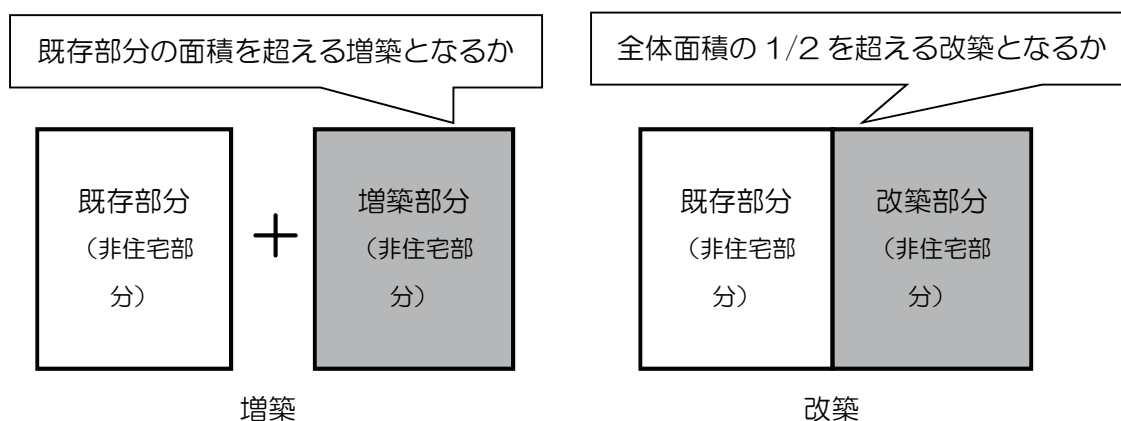 既存部分の面積を超える増築となるか
全体面積の 1/2 を超える改築となるか
既存部分
（非住宅部
分）
+
増築部分
（非住宅部
分）
既存部分
（非住宅部
分）
改築部分
（非住宅部
分）
増築
改築